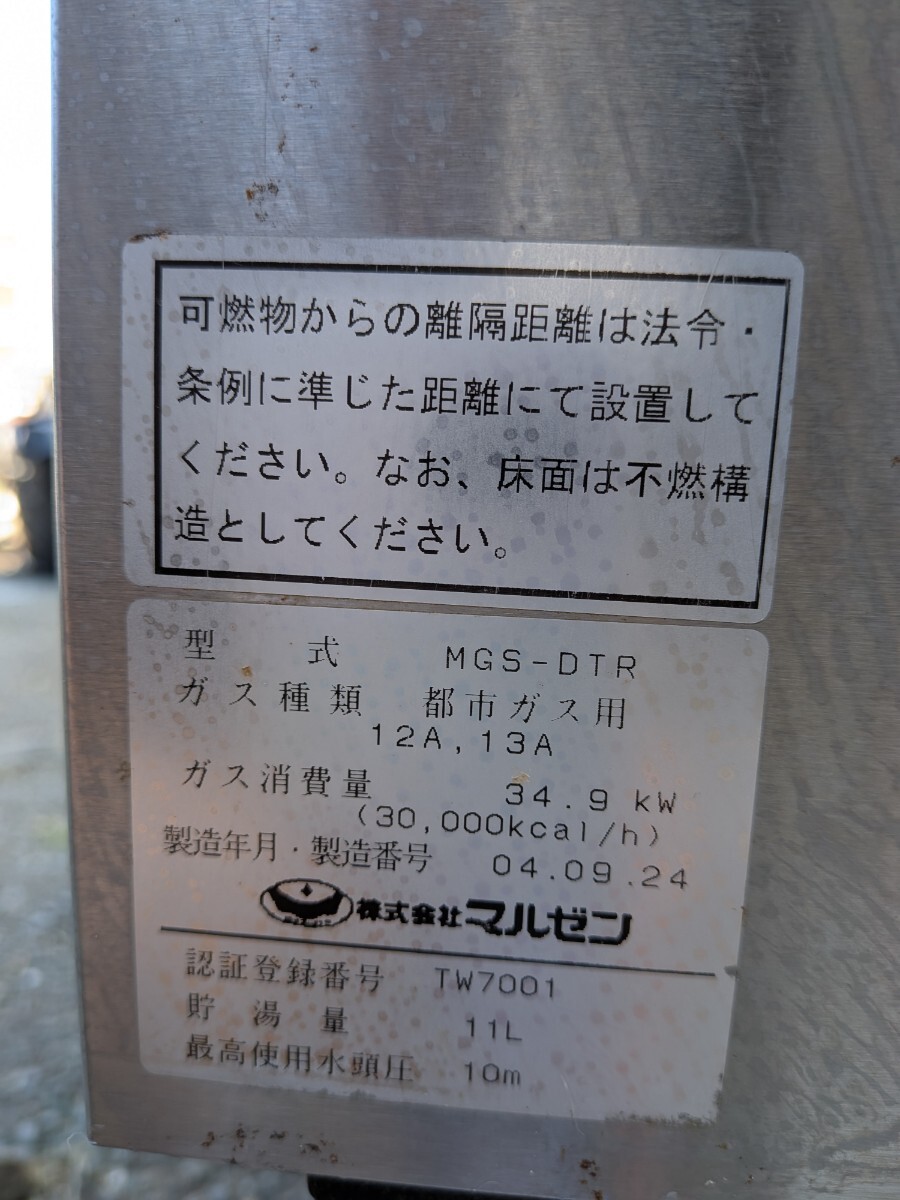 可燃物からの離隔距離は法令・
条例に準じた距離にて設置して
ください。なお、床面は不燃構
造としてください。
型式 MGS-DTR
ガス種類 都市ガス用
12A,13A
ガス消費量 34.9 kW
(30,000kcal/h)
製造年月・製造番号 04.09.24
株式会社マルゼン
認証登録番号 TW7001
貯湯量 11L
最高使用水頭圧 10m